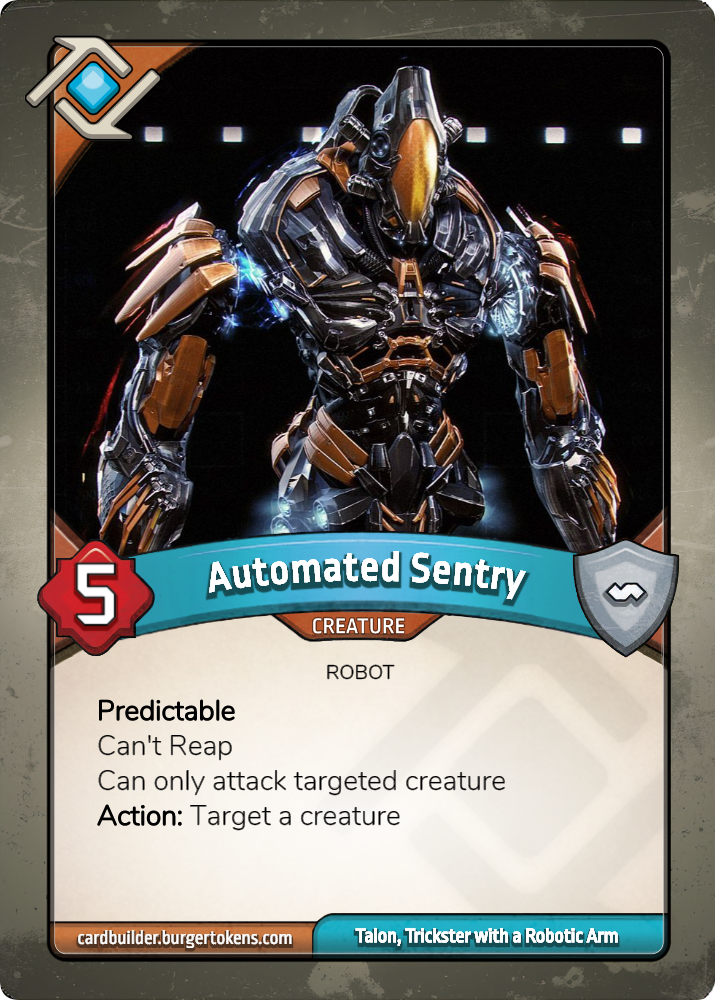 5
Automated Sentry
~
CREATURE
ROBOT
Predictable
Can't Reap
Can only attack targeted creature
Action: Target a creature
cardbuilder.burgertokens.com
Talon, Trickster with a Robotic Arm